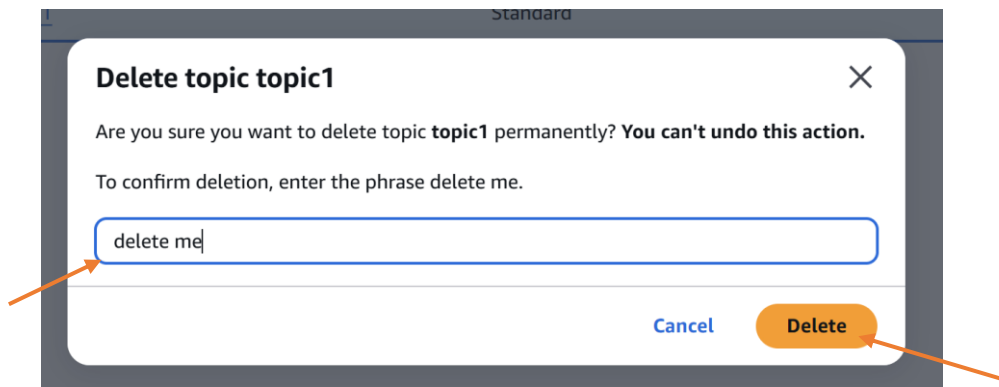 1
Standard
Delete topic topic1
Are you sure you want to delete topic topic1 permanently? You can't undo this action.
To confirm deletion, enter the phrase delete me.
delete me
Cancel
Delete